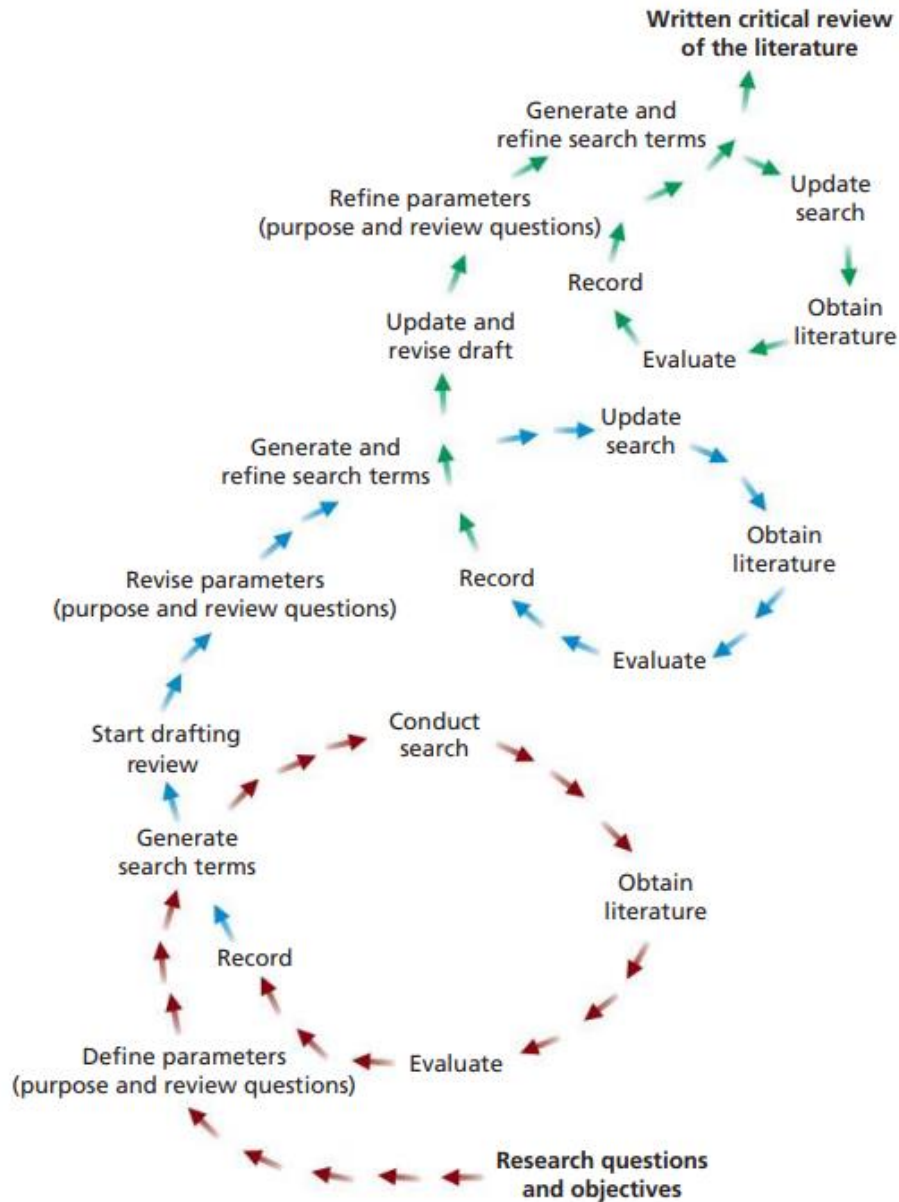 Written critical review
of the literature
Generate and
refine search terms
Update
search
Refine parameters
(purpose and review questions)
Record
Obtain
literature
Update and
revise draft
Evaluate
Update
search
Generate and
refine search terms
Obtain
literature
Revise parameters
(purpose and review questions)
Record
Evaluate
Conduct
search
Start drafting
review
Generate
search terms
Obtain
literature
Record
Define parameters
(purpose and review questions)
Evaluate
Research questions
and objectives